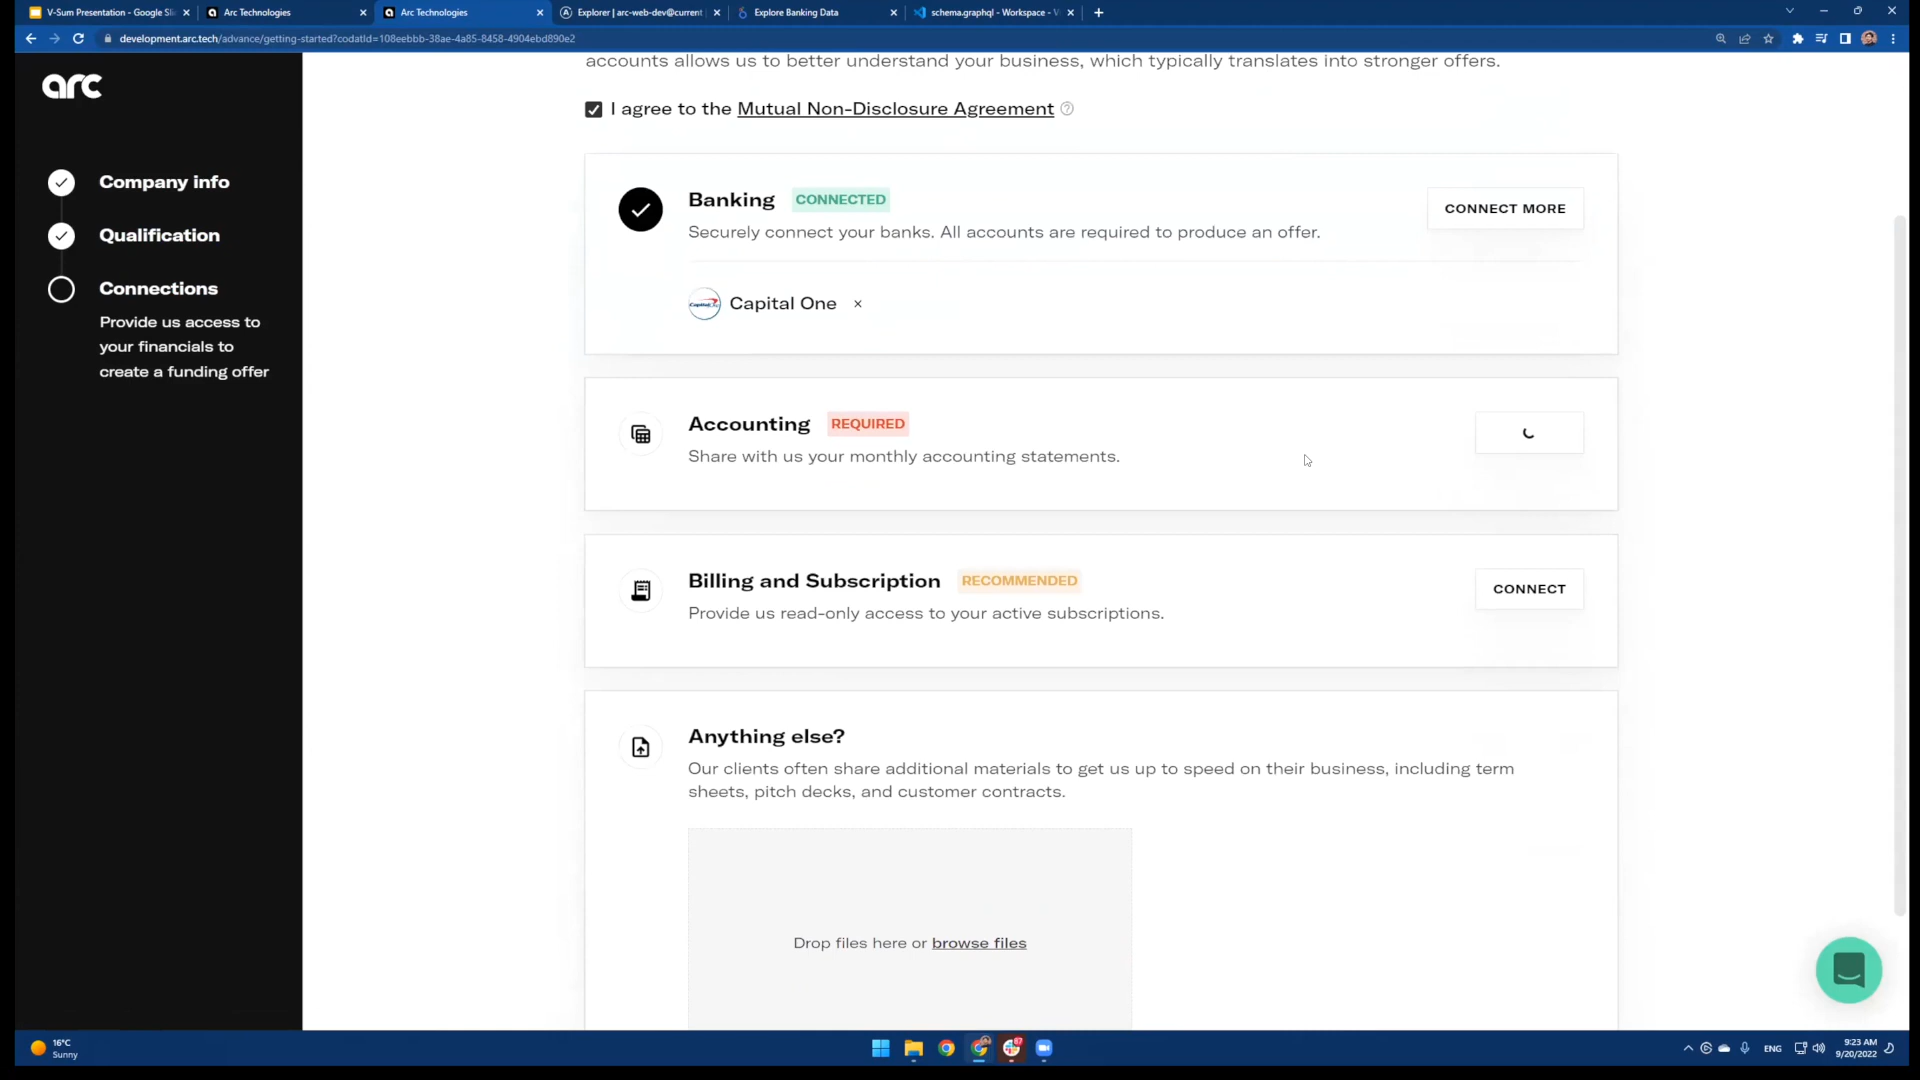 V-Sum Presentation - Google Sli
Arc Technologies
Arc Technologies
Explorer | arc-web-dev@current
Explore Banking Data
schema.graphql - Workspace - V
development.arc.tech/advance/getting-started?codatId=108eebbb-38ae-4a85-8458-4904ebd890e2
arc
Company info
Qualification
Connections
Provide us access to
your financials to
create a funding offer
accounts allows us to better understand your business, which typically translates into stronger offers.
I agree to the Mutual Non-Disclosure Agreement ?
Banking CONNECTED
Securely connect your banks. All accounts are required to produce an offer.
CONNECT MORE
Capital One ×
Accounting REQUIRED
Share with us your monthly accounting statements.
Billing and Subscription RECOMMENDED
Provide us read-only access to your active subscriptions.
CONNECT
Anything else?
Our clients often share additional materials to get us up to speed on their business, including term
sheets, pitch decks, and customer contracts.
Drop files here or browse files
16°C
Sunny
ENG
9:23 AM
9/20/2022